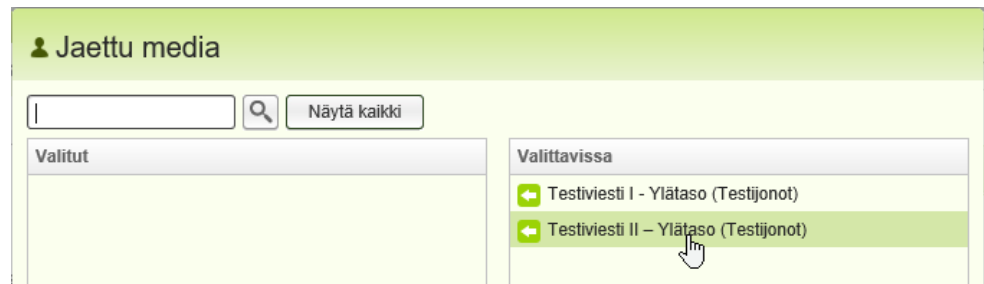 Jaettu media
Näytä kaikki
Valitut
Valittavissa
Testiviesti I - Ylätaso (Testijonot)
Testiviesti II – Ylätaso (Testijonot)